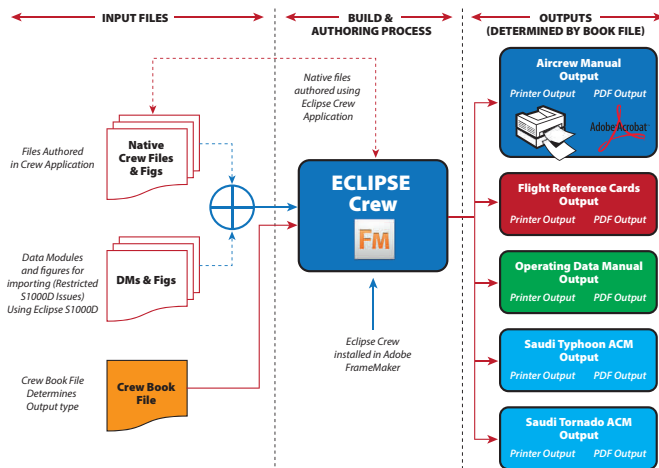 INPUT FILES
BUILD &
AUTHORING PROCESS
OUTPUTS
(DETERMINED BY BOOK FILE)
Files Authored
in Crew Application
Native
Crew Files
& Figs
Native files
authored using
Eclipse Crew
Application
Data Modules
and figures for
importing (Restricted
S1000D Issues)
Using Eclipse S1000D
DMs & Figs
Crew Book File
Determines
Output type
Crew Book
File
ECLIPSE
Crew
FM
Eclipse Crew
installed in Adobe
FrameMaker
Aircrew Manual
Output
Printer Output PDF Output
Adobe Acrobat
Flight Reference Cards
Output
Printer Output PDF Output
Operating Data Manual
Output
Printer Output PDF Output
Saudi Typhoon ACM
Output
Printer Output PDF Output
Saudi Tornado ACM
Output
Printer Output PDF Output